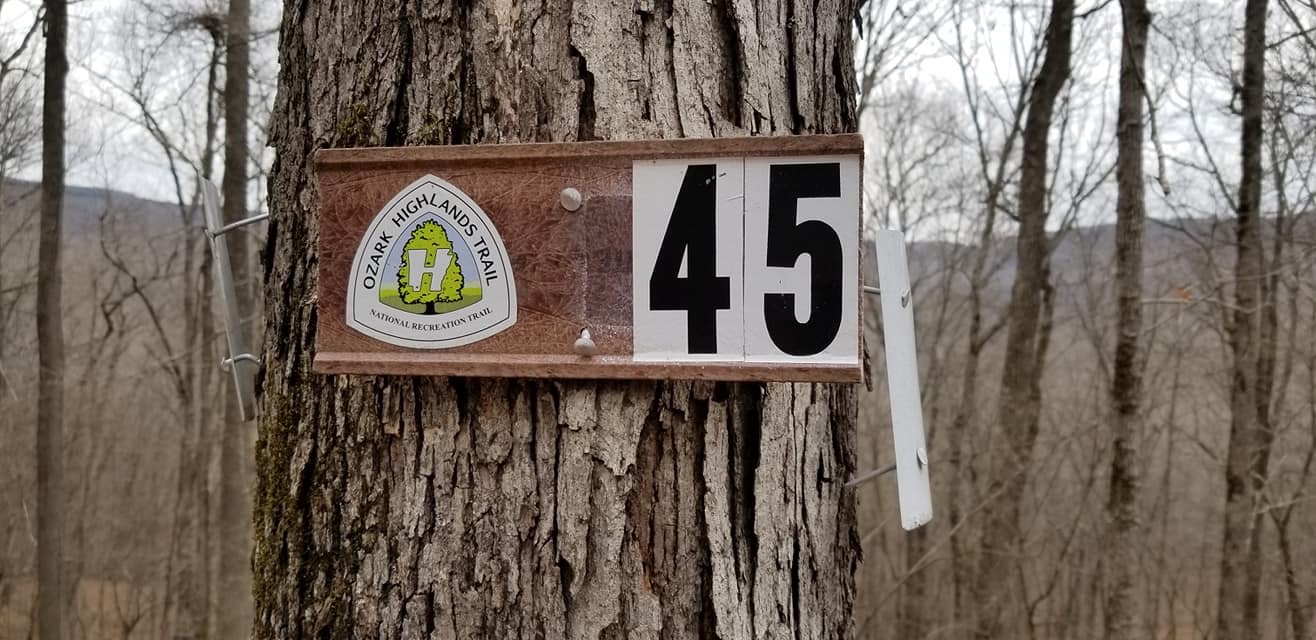 OZARK HIGHLANDS TRAIL
H
NATIONAL RECREATION TRAIL
45